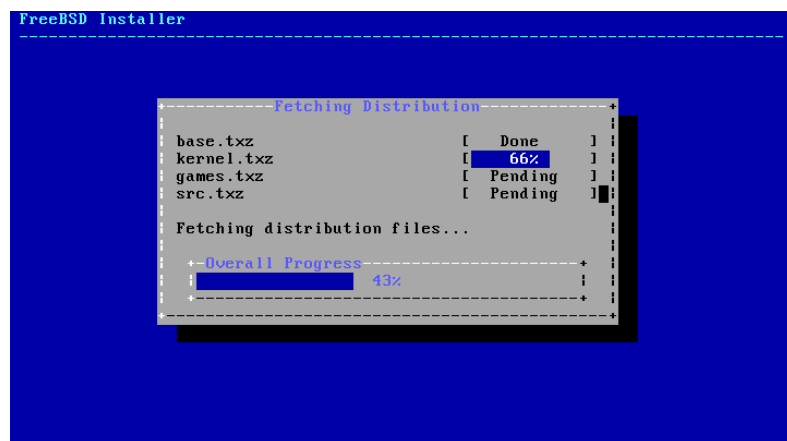 FreeBSD Installer
Fetching Distribution
base.txz [ Done ]
kernel.txz [ 66% ]
games.txz [ Pending ]
src.txz [ Pending ]
Fetching distribution files...
Overall Progress
43%